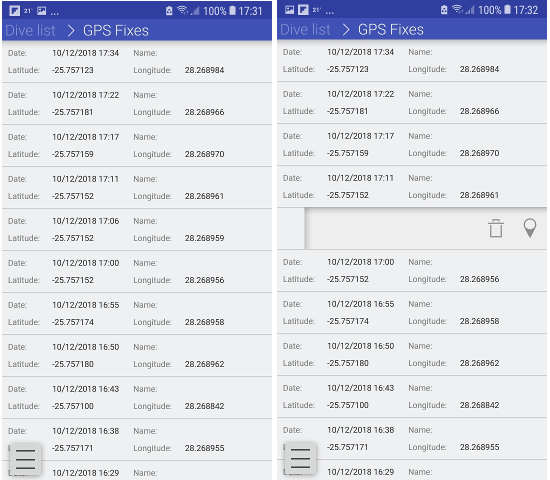 21° ... 100% 17:31
Dive list > GPS Fixes
Date: 10/12/2018 17:34 Name:
Latitude: -25.757123 Longitude: 28.268984
Date: 10/12/2018 17:22 Name:
Latitude: -25.757181 Longitude: 28.268966
Date: 10/12/2018 17:17 Name:
Latitude: -25.757159 Longitude: 28.268970
Date: 10/12/2018 17:11 Name:
Latitude: -25.757152 Longitude: 28.268961
Date: 10/12/2018 17:06 Name:
Latitude: -25.757152 Longitude: 28.268959
Date: 10/12/2018 17:00 Name:
Latitude: -25.757152 Longitude: 28.268956
Date: 10/12/2018 16:55 Name:
Latitude: -25.757174 Longitude: 28.268958
Date: 10/12/2018 16:50 Name:
Latitude: -25.757180 Longitude: 28.268962
Date: 10/12/2018 16:43 Name:
Latitude: -25.757100 Longitude: 28.268842
Date: 10/12/2018 16:38 Name:
-25.757171 Longitude: 28.268955
10/12/2018 16:29 Name:
21° ... 100% 17:32
Dive list > GPS Fixes
Date: 10/12/2018 17:34 Name:
Latitude: -25.757123 Longitude: 28.268984
Date: 10/12/2018 17:22 Name:
Latitude: -25.757181 Longitude: 28.268966
Date: 10/12/2018 17:17 Name:
Latitude: -25.757159 Longitude: 28.268970
Date: 10/12/2018 17:11 Name:
Latitude: -25.757152 Longitude: 28.268961
Date: 10/12/2018 17:00 Name:
Latitude: -25.757152 Longitude: 28.268956
Date: 10/12/2018 16:55 Name:
Latitude: -25.757174 Longitude: 28.268958
Date: 10/12/2018 16:50 Name:
Latitude: -25.757180 Longitude: 28.268962
Date: 10/12/2018 16:43 Name:
Latitude: -25.757100 Longitude: 28.268842
Date: 10/12/2018 16:38 Name:
-25.757171 Longitude: 28.268955
10/12/2018 16:29 Name: